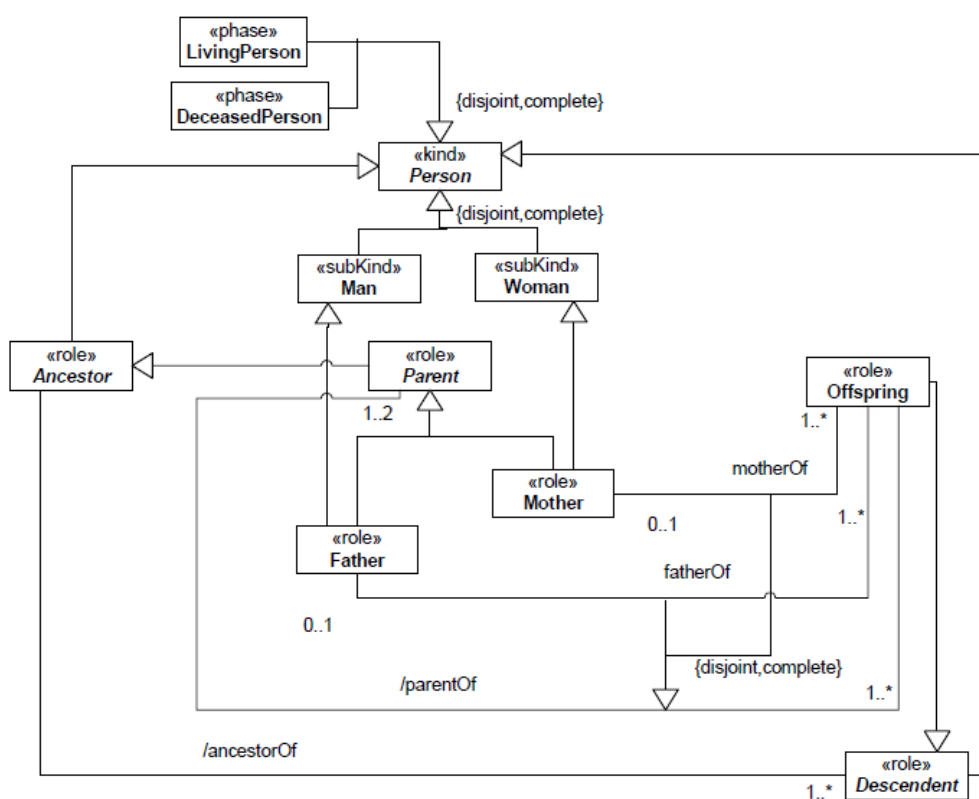 «phase»
LivingPerson
«phase»
DeceasedPerson
{disjoint,complete}
«kind»
Person
{disjoint,complete}
«subKind»
Man
«subKind»
Woman
«role»
Ancestor
«role»
Parent
«role»
Offspring
1..2
1..*
motherOf
«role»
Mother
0..1
1..*
«role»
Father
fatherOf
0..1
{disjoint,complete}
/parentOf
1..*
/ancestorOf
«role»
Descendent
1..*